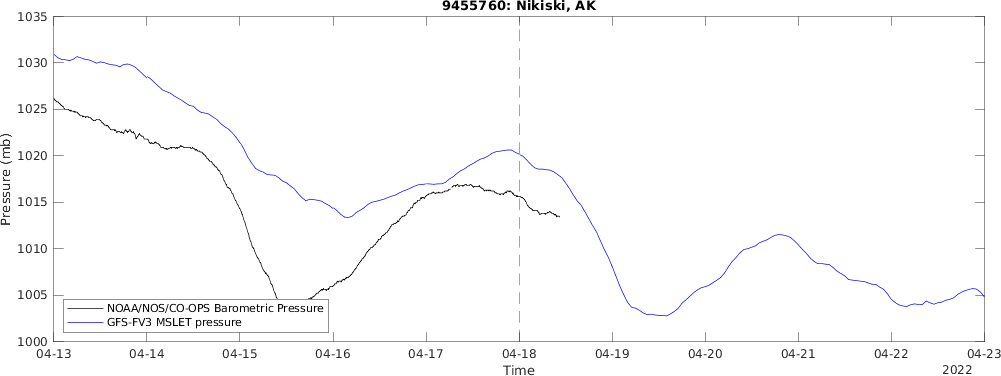 9455760: Nikiski, AK
1035
1030
1025
1020
1015
1010
1005
1000
Pressure (mb)
NOAA/NOS/CO-OPS Barometric Pressure
GFS-FV3 MSLET pressure
04-13 04-14 04-15 04-16 04-17 04-18 04-19 04-20 04-21 04-22 04-23
Time
2022